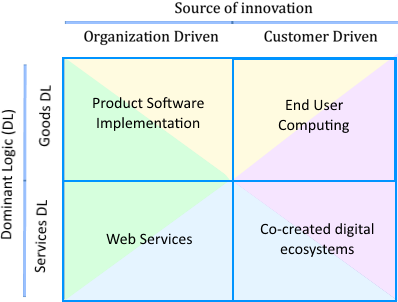 Source of innovation
Organization Driven
Customer Driven
Dominant Logic (DL)
Goods DL
Product Software
Implementation
End User
Computing
Services DL
Web Services
Co-created digital
ecosystems